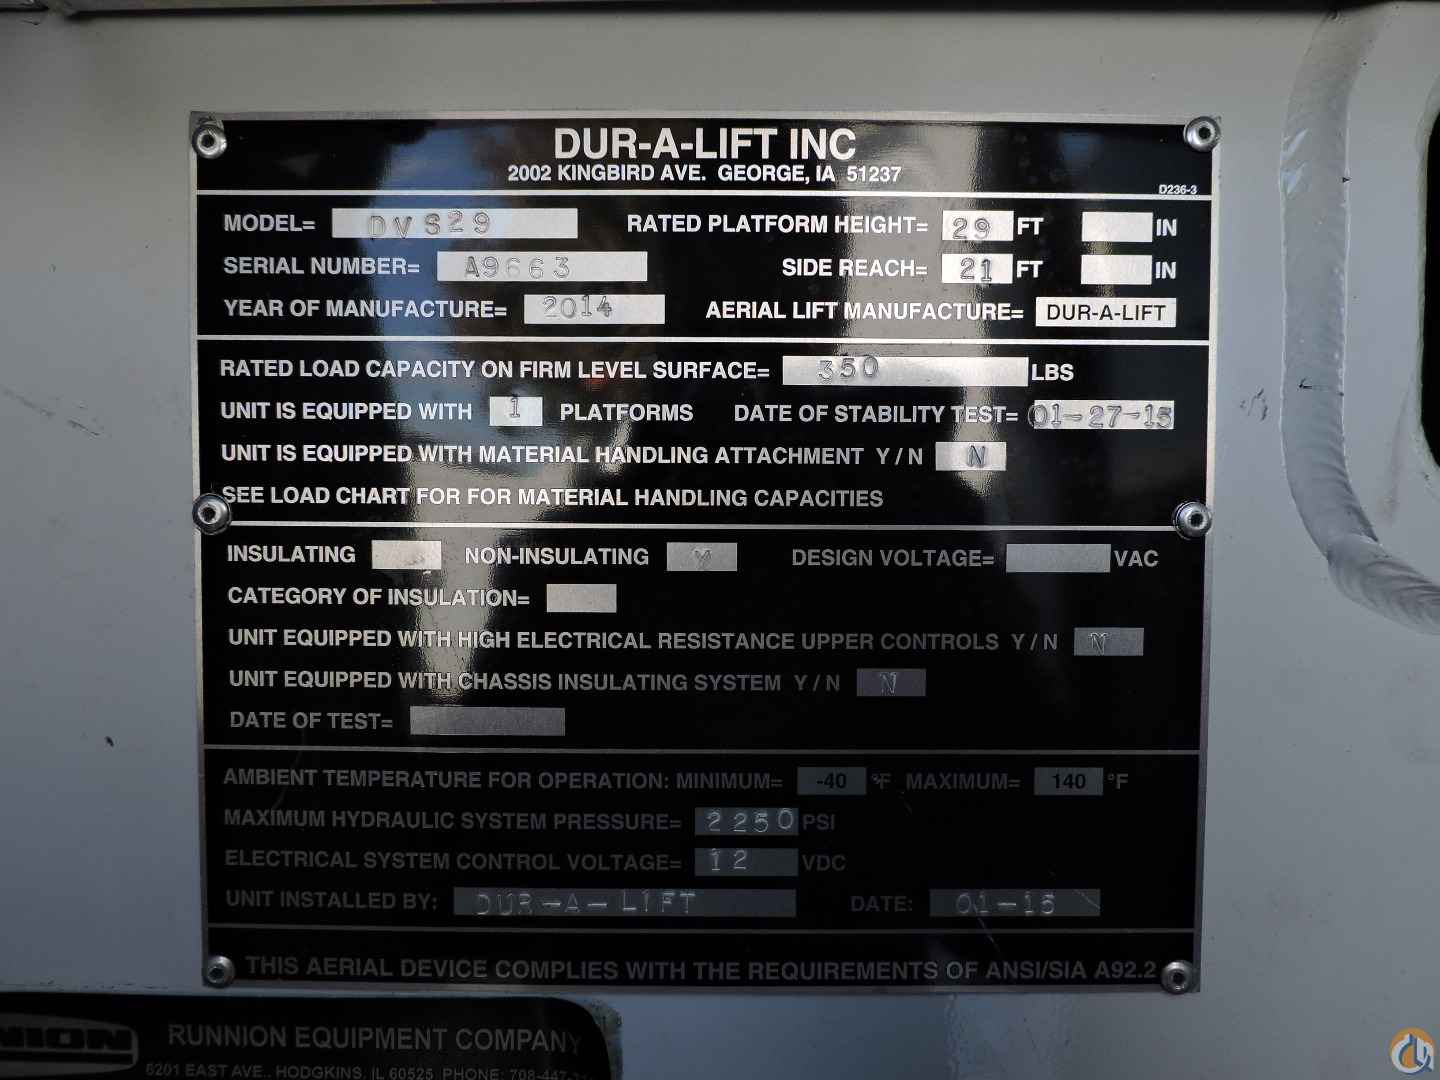 DUR-A-LIFT INC
2002 KINGBIRD AVE. GEORGE, IA 51237
D236-3
MODEL= DVS29 RATED PLATFORM HEIGHT= 29 FT IN
SERIAL NUMBER= A9663 SIDE REACH= 21 FT IN
YEAR OF MANUFACTURE= 2014 AERIAL LIFT MANUFACTURE= DUR-A-LIFT
RATED LOAD CAPACITY ON FIRM LEVEL SURFACE= 350 LBS
UNIT IS EQUIPPED WITH 1 PLATFORMS DATE OF STABILITY TEST= 01-27-15
UNIT IS EQUIPPED WITH MATERIAL HANDLING ATTACHMENT Y / N N
SEE LOAD CHART FOR FOR MATERIAL HANDLING CAPACITIES
INSULATING NON-INSULATING Y DESIGN VOLTAGE= VAC
CATEGORY OF INSULATION=
UNIT EQUIPPED WITH HIGH ELECTRICAL RESISTANCE UPPER CONTROLS Y / N N
UNIT EQUIPPED WITH CHASSIS INSULATING SYSTEM Y / N N
DATE OF TEST=
AMBIENT TEMPERATURE FOR OPERATION: MINIMUM= -40 °F MAXIMUM= 140 °F
MAXIMUM HYDRAULIC SYSTEM PRESSURE= 2250 PSI
ELECTRICAL SYSTEM CONTROL VOLTAGE= 12 VDC
UNIT INSTALLED BY: DUR-A-LIFT DATE: 01-15
THIS AERIAL DEVICE COMPLIES WITH THE REQUIREMENTS OF ANSI/SIA A92.2
RUNNION EQUIPMENT COMPANY
6201 EAST AVE., HODGKINS, IL 60525 PHONE: 708-447-